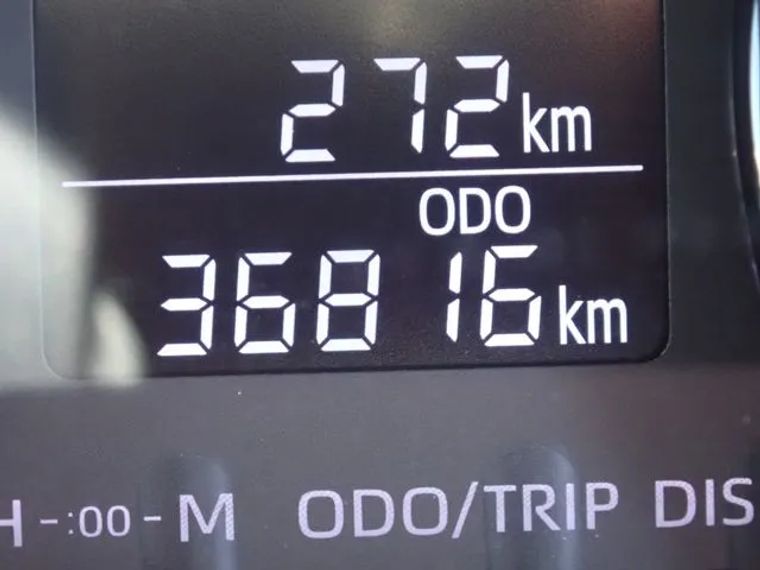 272 km
ODO
36816 km
H -:00- M ODO/TRIP DIS